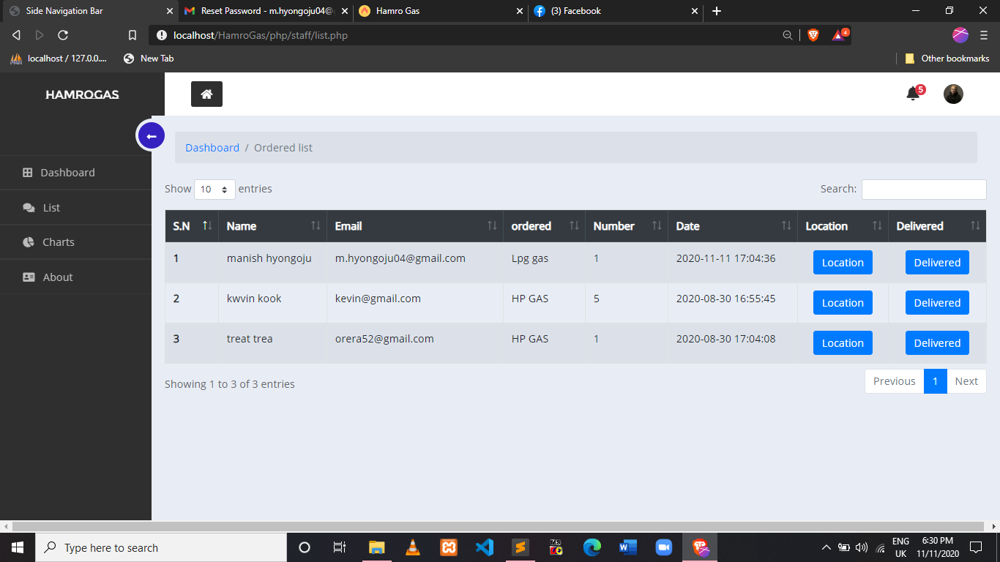 Side Navigation Bar
Reset Password - m.hyongoju04@
Hamro Gas
(3) Facebook
localhost/HamroGas/php/staff/list.php
4
localhost / 127.0.0....
New Tab
Other bookmarks
HAMROGAS
5
Dashboard / Ordered list
Dashboard
List
Charts
About
Show 10 entries
Search:
S.N Name Email ordered Number Date Location Delivered
1 manish hyongoju m.hyongoju04@gmail.com Lpg gas 1 2020-11-11 17:04:36 Location Delivered
2 kwvin kook kevin@gmail.com HP GAS 5 2020-08-30 16:55:45 Location Delivered
3 treat trea orera52@gmail.com HP GAS 1 2020-08-30 17:04:08 Location Delivered
Showing 1 to 3 of 3 entries
Previous 1 Next
Type here to search
ENG
UK
6:30 PM
11/11/2020